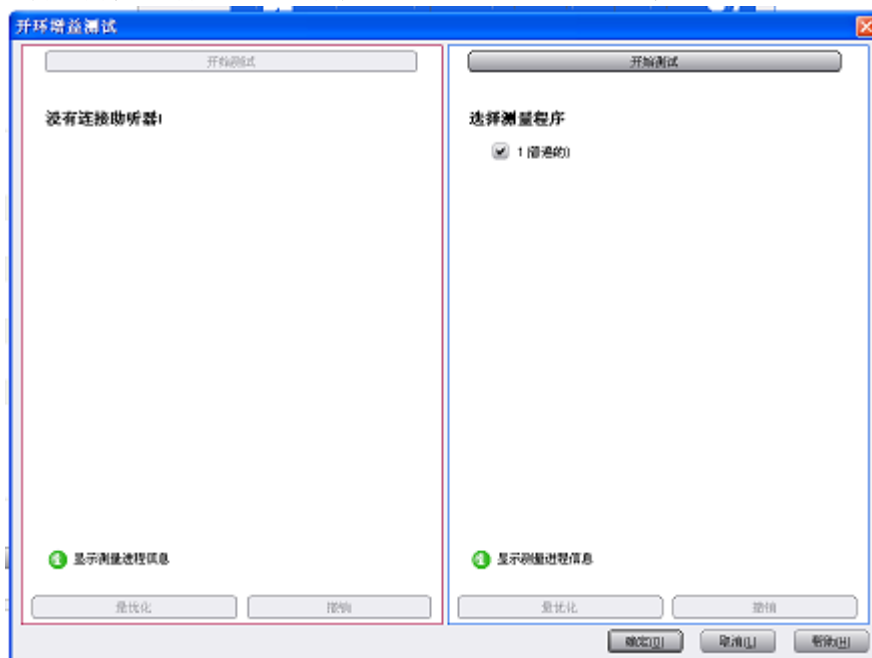 开环增益测试
开始测试
没有连接助听器!
显示测量进程信息
最优化
撤销
开始测试
选择测量程序
1 (普通的)
显示测量进程信息
最优化
撤销
确定(O)
取消(L)
帮助(H)